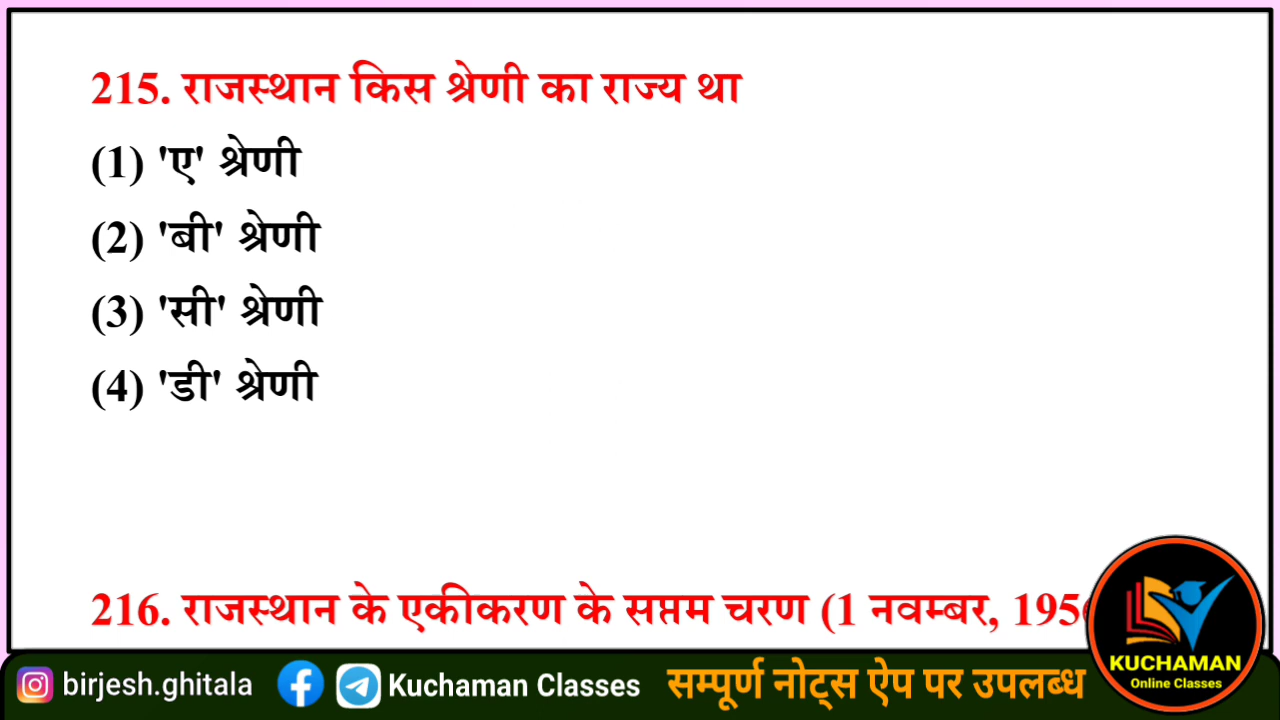 215. राजस्थान किस श्रेणी का राज्य था
(1) 'ए' श्रेणी
(2) 'बी' श्रेणी
(3) 'सी' श्रेणी
(4) 'डी' श्रेणी
216. राजस्थान के एकीकरण के सप्तम चरण (1 नवम्बर,
birjesh.ghitala Kuchaman Classes सम्पूर्ण नोट्स ऐप पर उपलब्ध
KUCHAMAN
Online Classes